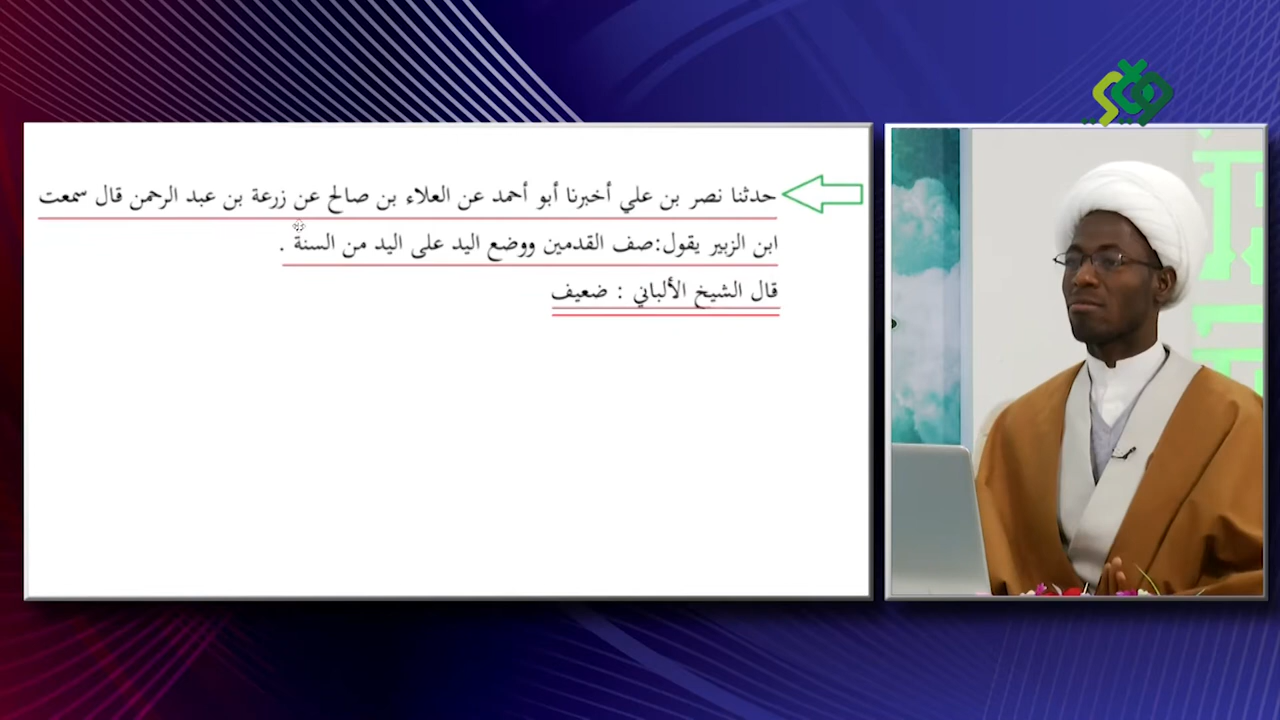 حدثنا نصر بن علي أخبرنا أبو أحمد عن العلاء بن صالح عن زرعة بن عبد الرحمن قال سمعت
ابن الزبير يقول:صف القدمين ووضع اليد على اليد من السنة .
قال الشيخ الألباني : ضعيف